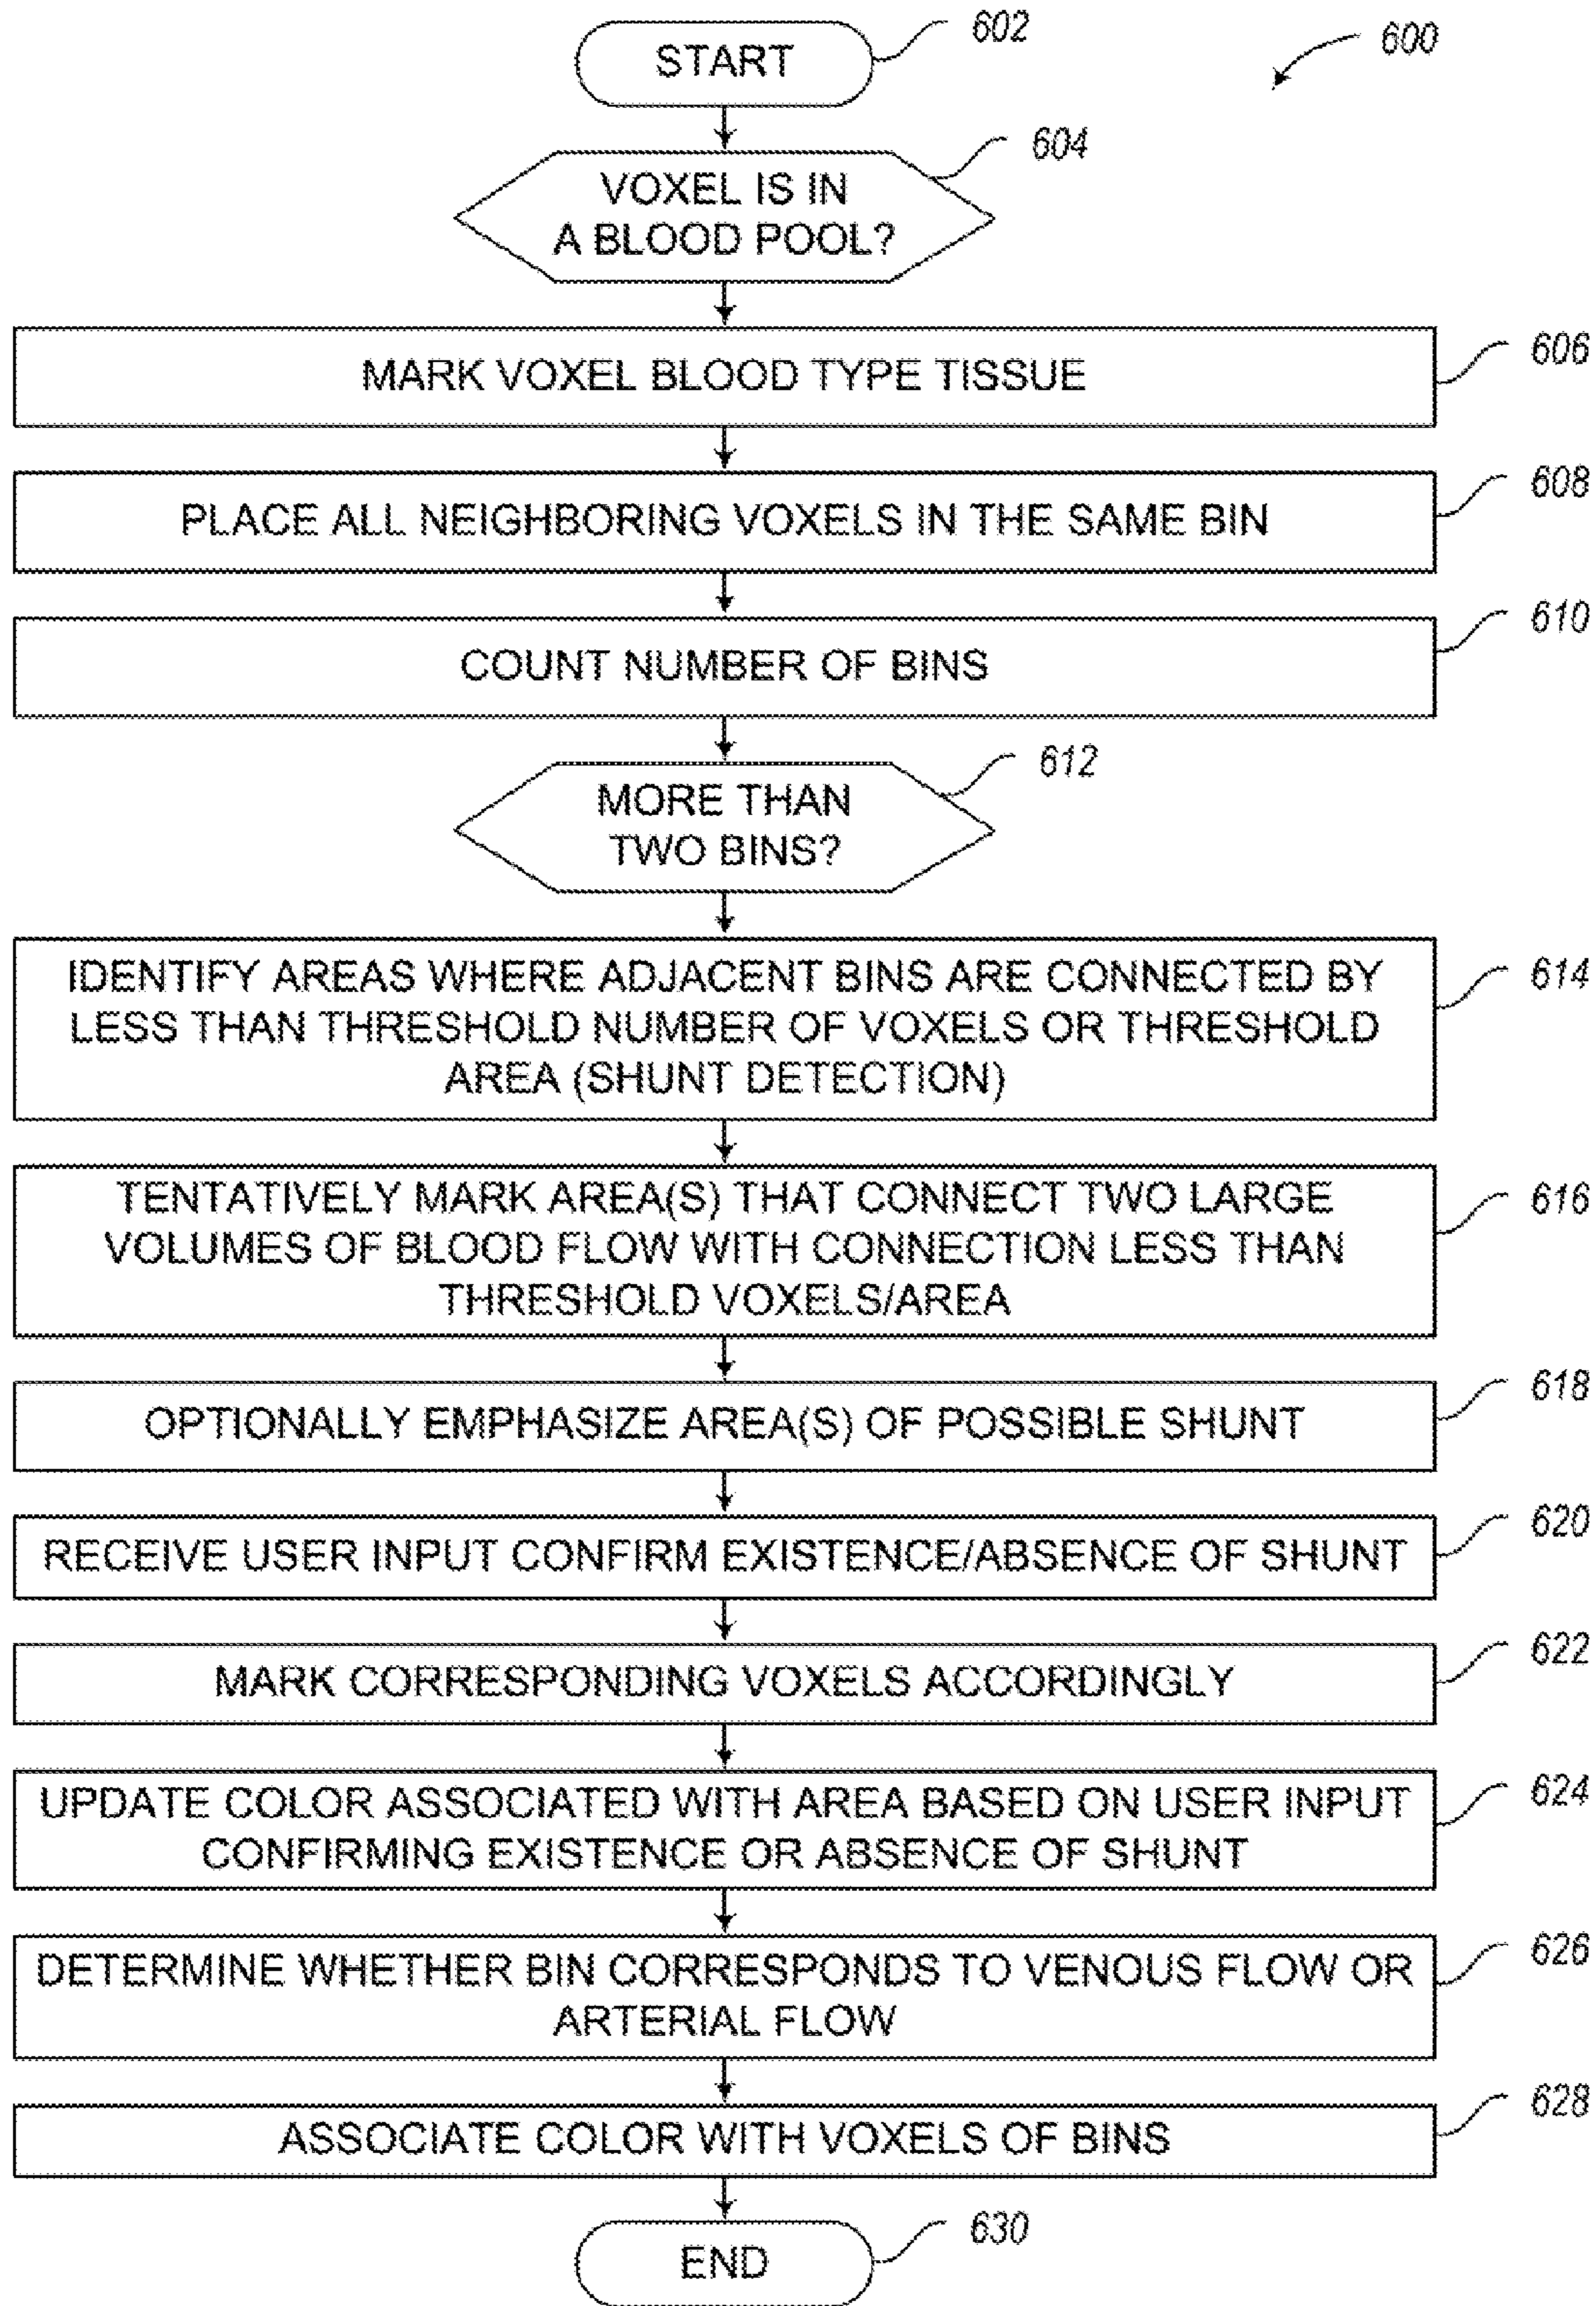 602
600
START
604
VOXEL IS IN
A BLOOD POOL?
606
MARK VOXEL BLOOD TYPE TISSUE
608
PLACE ALL NEIGHBORING VOXELS IN THE SAME BIN
610
COUNT NUMBER OF BINS
612
MORE THAN
TWO BINS?
IDENTIFY AREAS WHERE ADJACENT BINS ARE CONNECTED BY
614
LESS THAN THRESHOLD NUMBER OF VOXELS OR THRESHOLD
AREA (SHUNT DETECTION)
TENTATIVELY MARK AREA(S) THAT CONNECT TWO LARGE
616
VOLUMES OF BLOOD FLOW WITH CONNECTION LESS THAN
THRESHOLD VOXELS/AREA
618
OPTIONALLY EMPHASIZE AREA(S) OF POSSIBLE SHUNT
620
RECEIVE USER INPUT CONFIRM EXISTENCE/ABSENCE OF SHUNT
622
MARK CORRESPONDING VOXELS ACCORDINGLY
624
UPDATE COLOR ASSOCIATED WITH AREA BASED ON USER INPUT
CONFIRMING EXISTENCE OR ABSENCE OF SHUNT
626
DETERMINE WHETHER BIN CORRESPONDS TO VENOUS FLOW OR
ARTERIAL FLOW
628
ASSOCIATE COLOR WITH VOXELS OF BINS
630
END